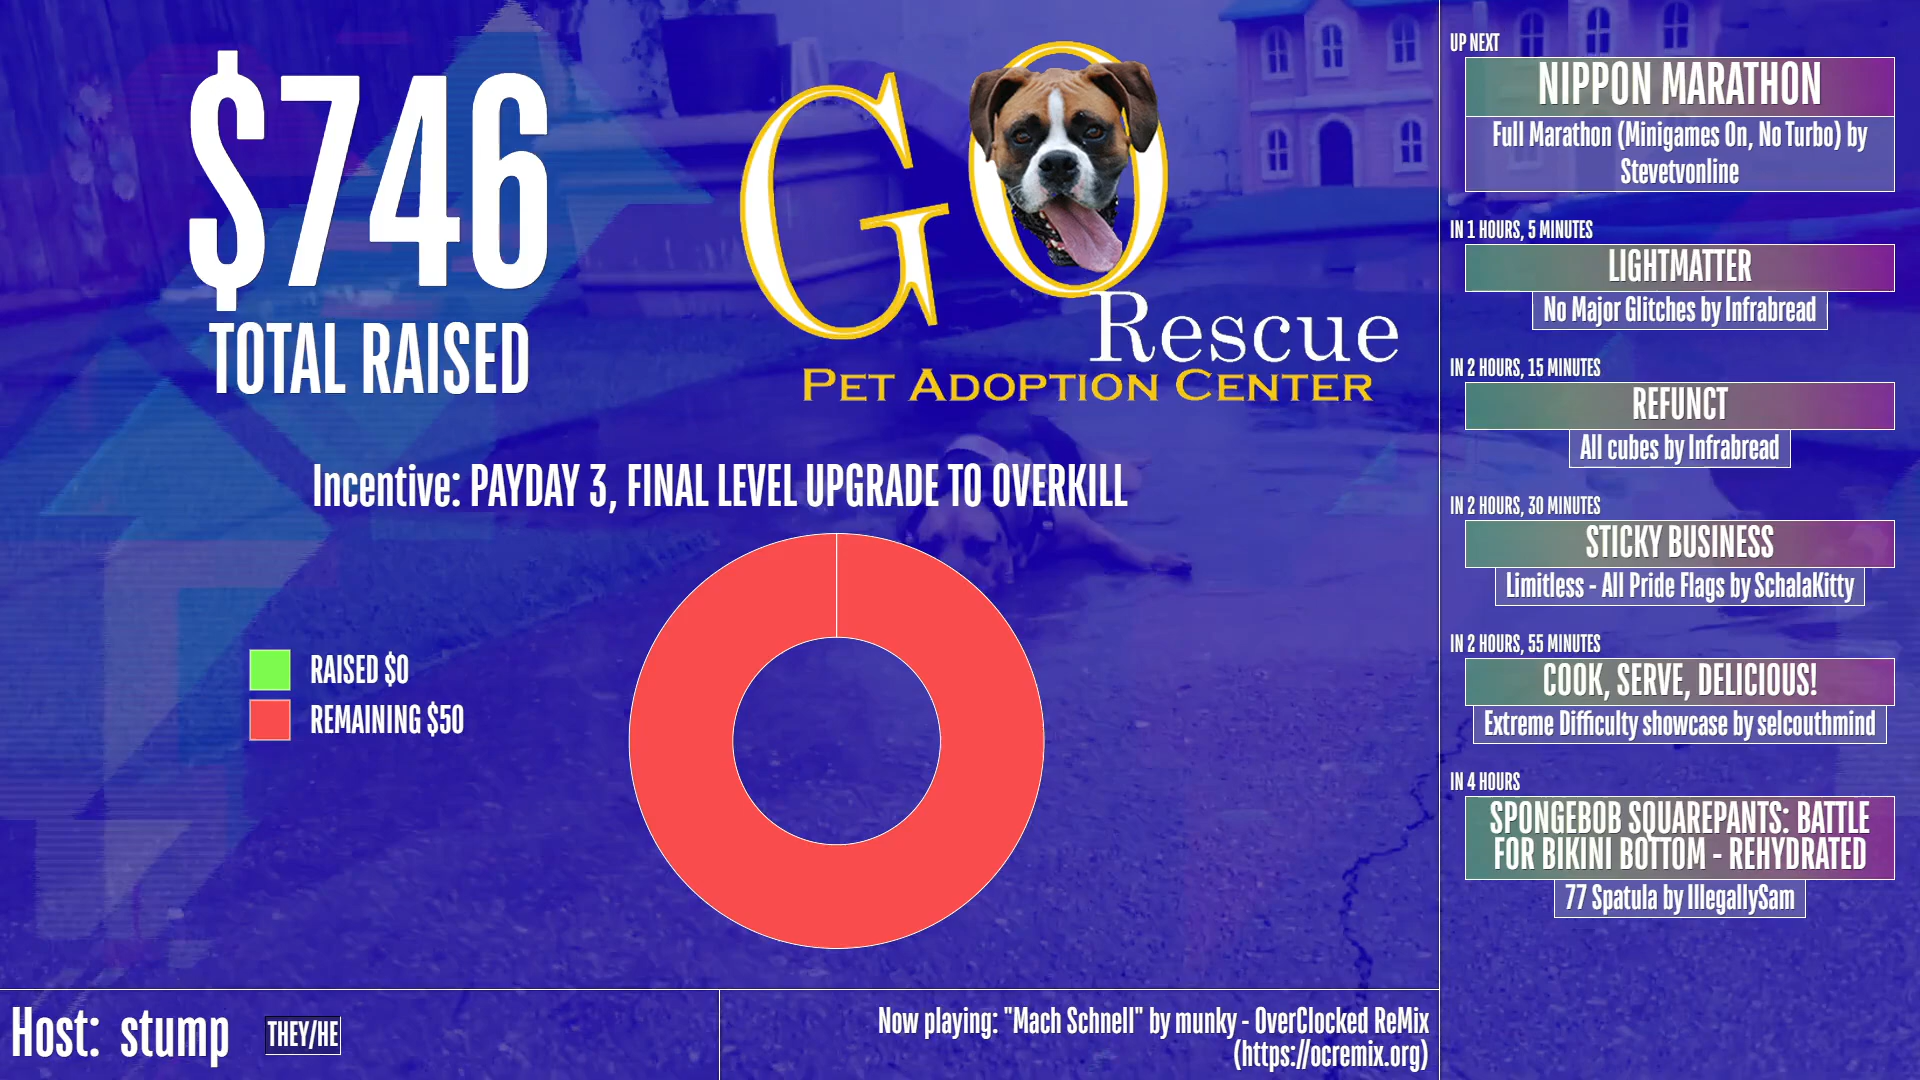 $746
TOTAL RAISED
GO
Rescue
PET ADOPTION CENTER
Incentive: PAYDAY 3, FINAL LEVEL UPGRADE TO OVERKILL
RAISED $0
REMAINING $50
Host: stump THEY/HE
Now playing: "Mach Schnell" by munky - OverClocked ReMix
(https://ocremix.org)
UP NEXT
NIPPON MARATHON
Full Marathon (Minigames On, No Turbo) by
Stevetvonline
IN 1 HOURS, 5 MINUTES
LIGHTMATTER
No Major Glitches by Infrabread
IN 2 HOURS, 15 MINUTES
REFUNCT
All cubes by Infrabread
IN 2 HOURS, 30 MINUTES
STICKY BUSINESS
Limitless - All Pride Flags by SchalaKitty
IN 2 HOURS, 55 MINUTES
COOK, SERVE, DELICIOUS!
Extreme Difficulty showcase by selcouthmind
IN 4 HOURS
SPONGEBOB SQUAREPANTS: BATTLE
FOR BIKINI BOTTOM - REHYDRATED
77 Spatula by IllegallySam